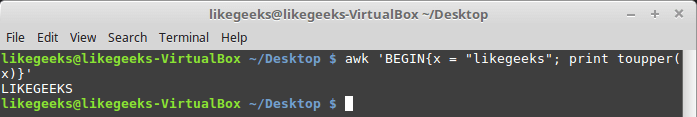 likegeeks@likegeeks-VirtualBox ~/Desktop
File Edit View Search Terminal Help
likegeeks@likegeeks-VirtualBox ~/Desktop $ awk 'BEGIN{x = "likegeeks"; print toupper(
x)}'
LIKEGEEKS
likegeeks@likegeeks-VirtualBox ~/Desktop $